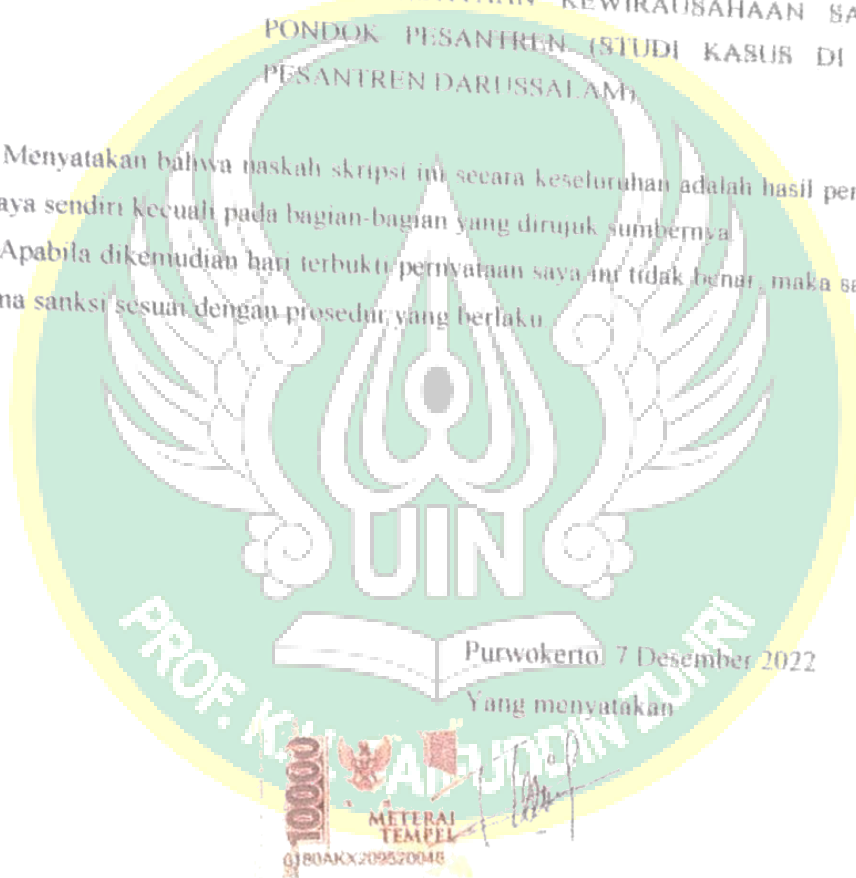 KEWIRAUSAHAAN SA
PONDOK PESANTREN (STUDI KASUS DI
PESANTREN DARUSSALAM)
Menyatakan bahwa naskah skripsi ini secara keseluruhan adalah hasil pen
aya sendiri kecuali pada bagian-bagian yang dirujuk sumbernya.
Apabila dikemudian hari terbukti pernyataan saya ini tidak benar, maka sa
ma sanksi sesuai dengan prosedur yang berlaku
UIN
Purwokerto, 7 Desember 2022
Yang menyatakan
PROF. K.H. SAIFUDDIN ZUHRI
10000
METERAI
TEMPEL
0180AKX209520048